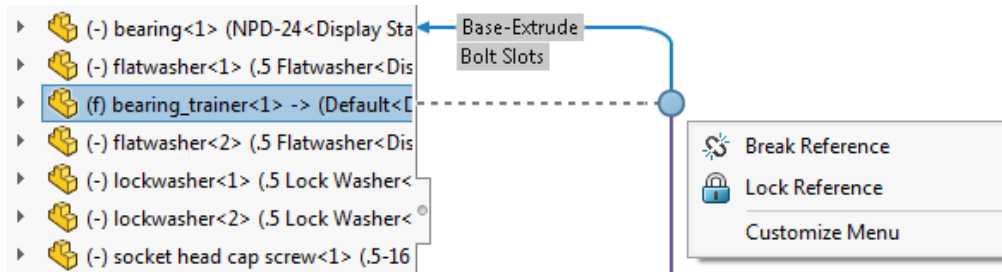 (-) bearing<1> (NPD-24<Display Sta
Base-Extrude
Bolt Slots
(-) flatwasher<1> (.5 Flatwasher<Dis
(f) bearing_trainer<1> -> (Default<D
(-) flatwasher<2> (.5 Flatwasher<Dis
Break Reference
(-) lockwasher<1> (.5 Lock Washer<
Lock Reference
(-) lockwasher<2> (.5 Lock Washer<
Customize Menu
(-) socket head cap screw<1> (.5-16